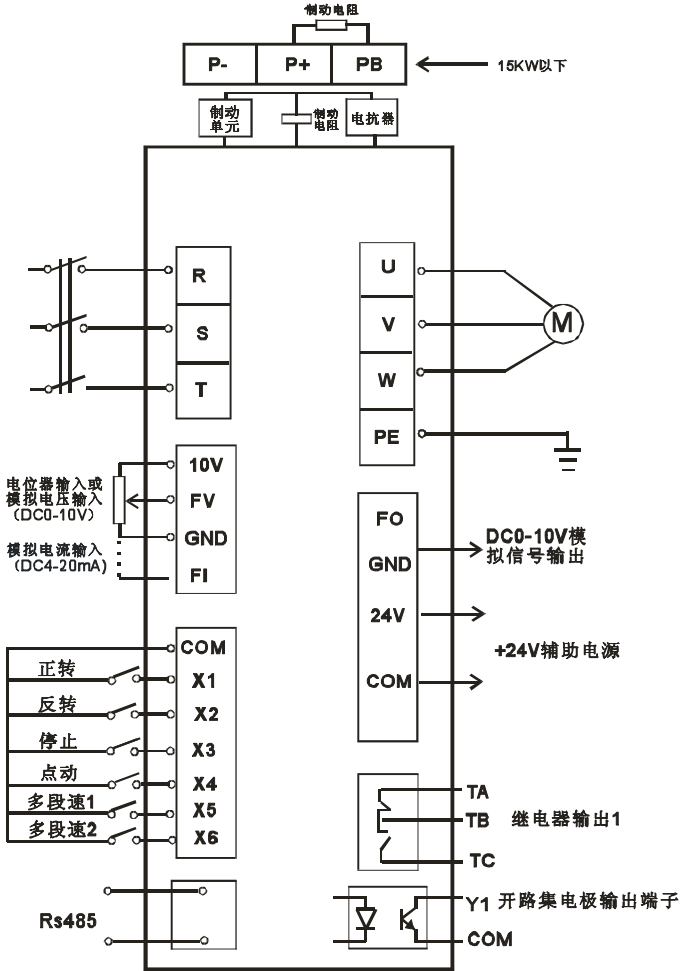 制动电阻
P- P+ PB
15KW以下
制动
单元
制动
电阻
电抗器
R
S
T
U
V
W
PE
M
电位器输入或
模拟电压输入
(DC0-10V)
模拟电流输入
(DC4-20mA)
10V
FV
GND
FI
FO
GND
24V
COM
DC0-10V模
拟信号输出
+24V辅助电源
COM
正转 X1
反转 X2
停止 X3
点动 X4
多段速1 X5
多段速2 X6
TA
TB 继电器输出1
TC
Rs485
Y1 开路集电极输出端子
COM